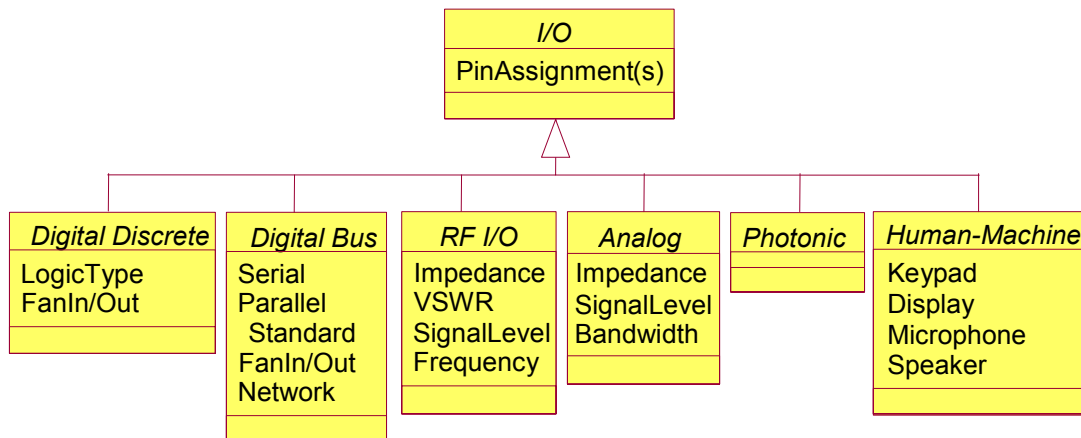 I/O
PinAssignment(s)
Digital Discrete
LogicType
FanIn/Out
Digital Bus
Serial
Parallel
Standard
FanIn/Out
Network
RF I/O
Impedance
VSWR
SignalLevel
Frequency
Analog
Impedance
SignalLevel
Bandwidth
Photonic
Human-Machine
Keypad
Display
Microphone
Speaker